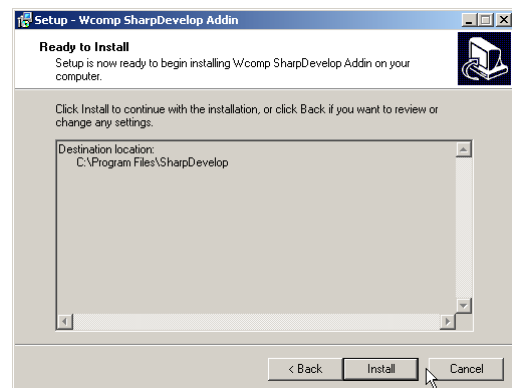 Setup - Wcomp SharpDevelop Addin
Ready to Install
Setup is now ready to begin installing Wcomp SharpDevelop Addin on your
computer.
Click Install to continue with the installation, or click Back if you want to review or
change any settings.
Destination location:
C:\Program Files\SharpDevelop
< Back
Install
Cancel